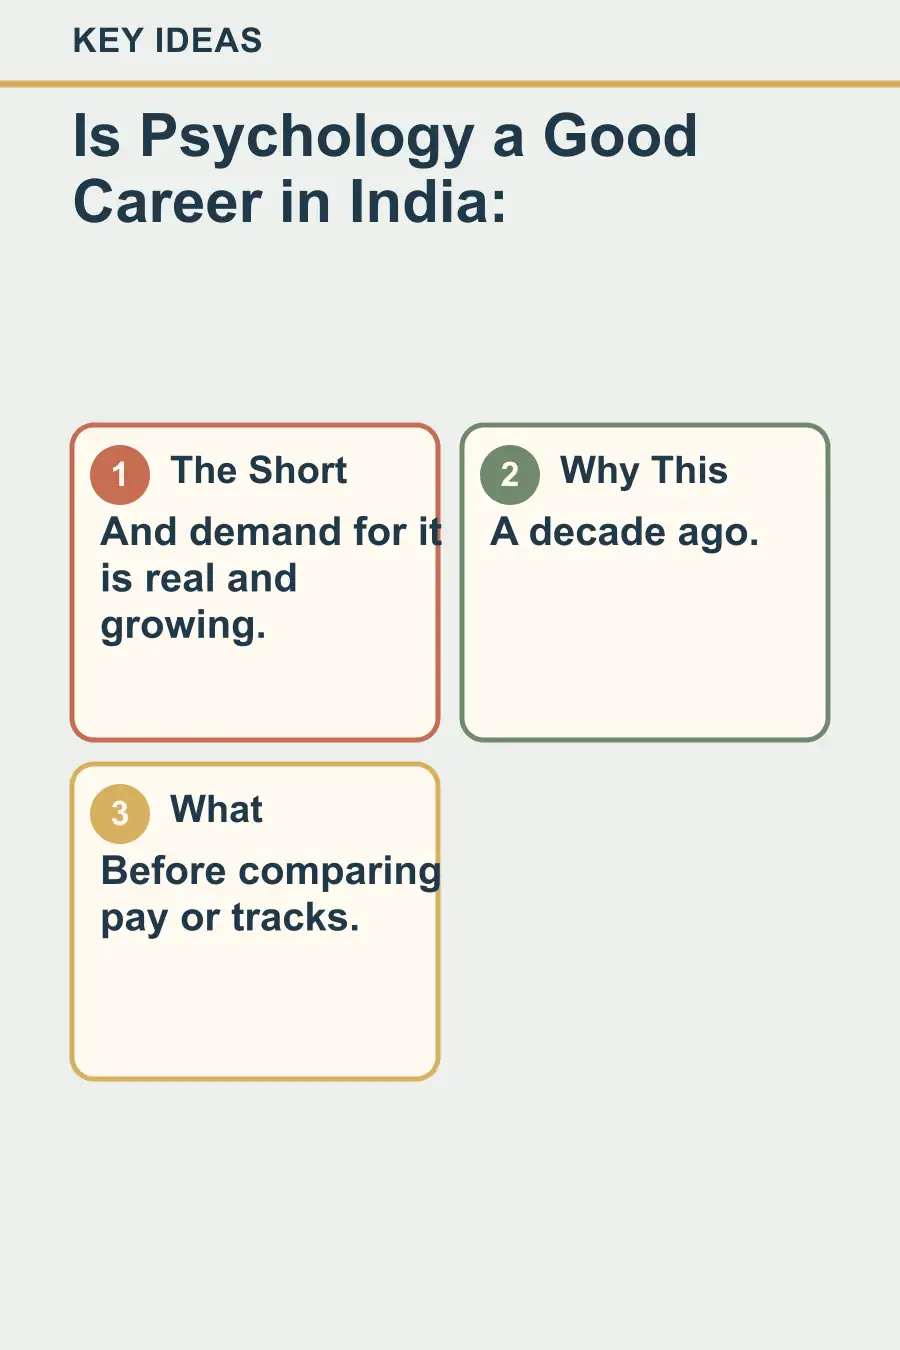 KEY IDEAS
Is Psychology a Good
Career in India:
1 The Short
And demand for it
is real and
growing.
2 Why This
A decade ago.
3 What
Before comparing
pay or tracks.